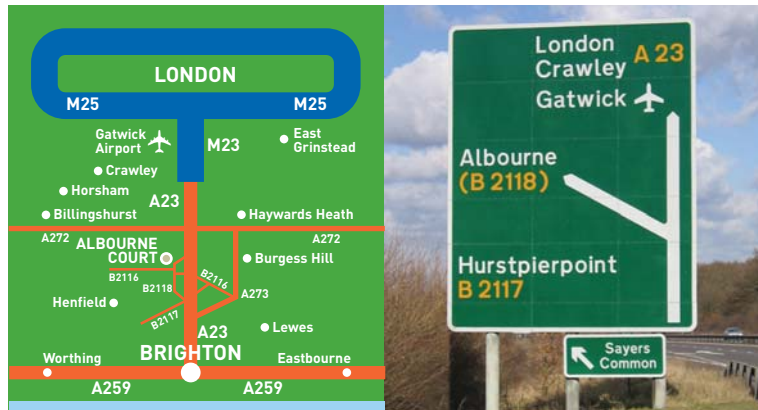 LONDON
M25
M25
Gatwick
Airport
M23
East
Grinstead
Crawley
Horsham
A23
Billingshurst
Haywards Heath
A272
A272
ALBOURNE
COURT
Burgess Hill
B2116
B2116
B2118
A273
Henfield
B2117
A23
Lewes
BRIGHTON
Worthing
Eastbourne
A259
A259
London
Crawley
A 23
Gatwick
Albourne
(B 2118)
Hurstpierpoint
B 2117
Sayers
Common